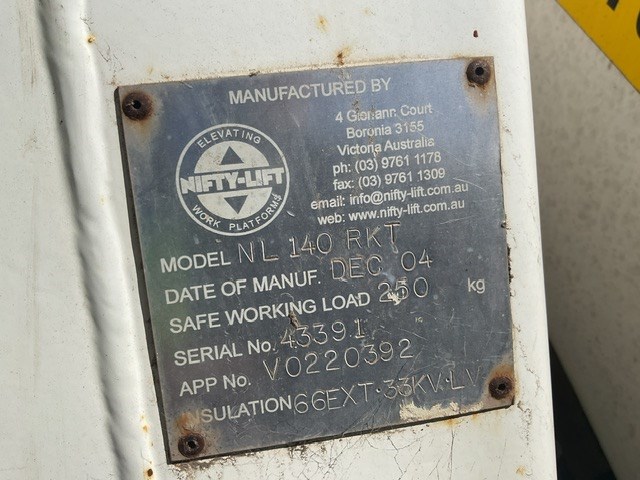 MANUFACTURED BY
4 Glenann Court
Boronia 3155
Victoria Australia
ph: (03) 9761 1178
fax: (03) 9761 1309
email: info@nifty-lift.com.au
web: www.nifty-lift.com.au
ELEVATING
NIFTY-LIFT
WORK PLATFORMS
MODEL NL 140 RKT
DATE OF MANUF. DEC 04
SAFE WORKING LOAD 250 kg
SERIAL No. 43391
APP No. V0220392
INSULATION 66EXT·33KV·LV